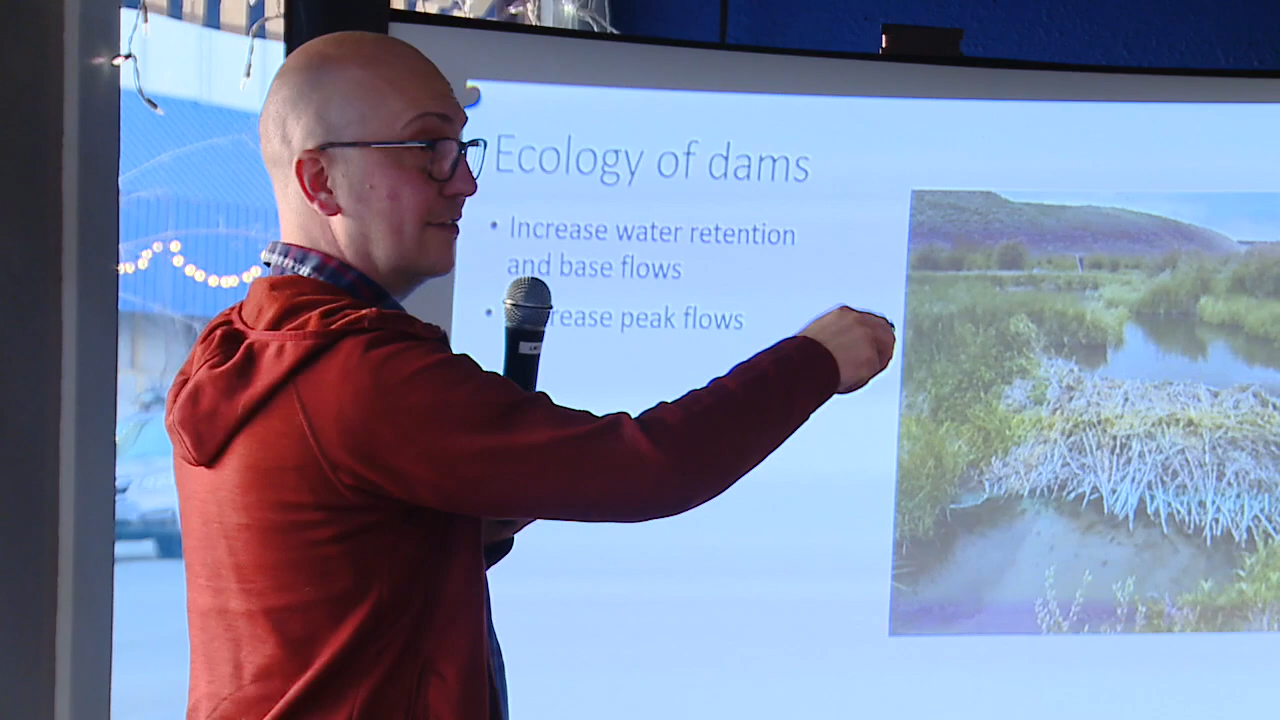 Ecology of dams
• Increase water retention
and base flows
• rease peak flows